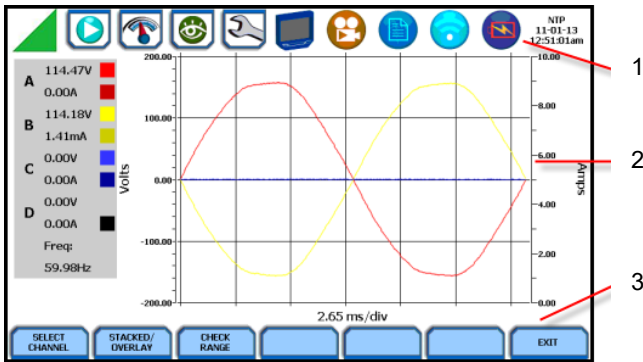 NTP
11-01-13
12:51:01am
1
A 114.47V
0.00A
B 114.18V
1.41mA
C 0.00V
0.00A
D 0.00V
0.00A
Freq:
59.98Hz
200.00
100.00
0.00
-100.00
-200.00
Volts
10.00
8.00
6.00
4.00
2.00
0.00
Amps
2
2.65 ms/div
3
SELECT CHANNEL
STACKED/ OVERLAY
CHECK RANGE
EXIT